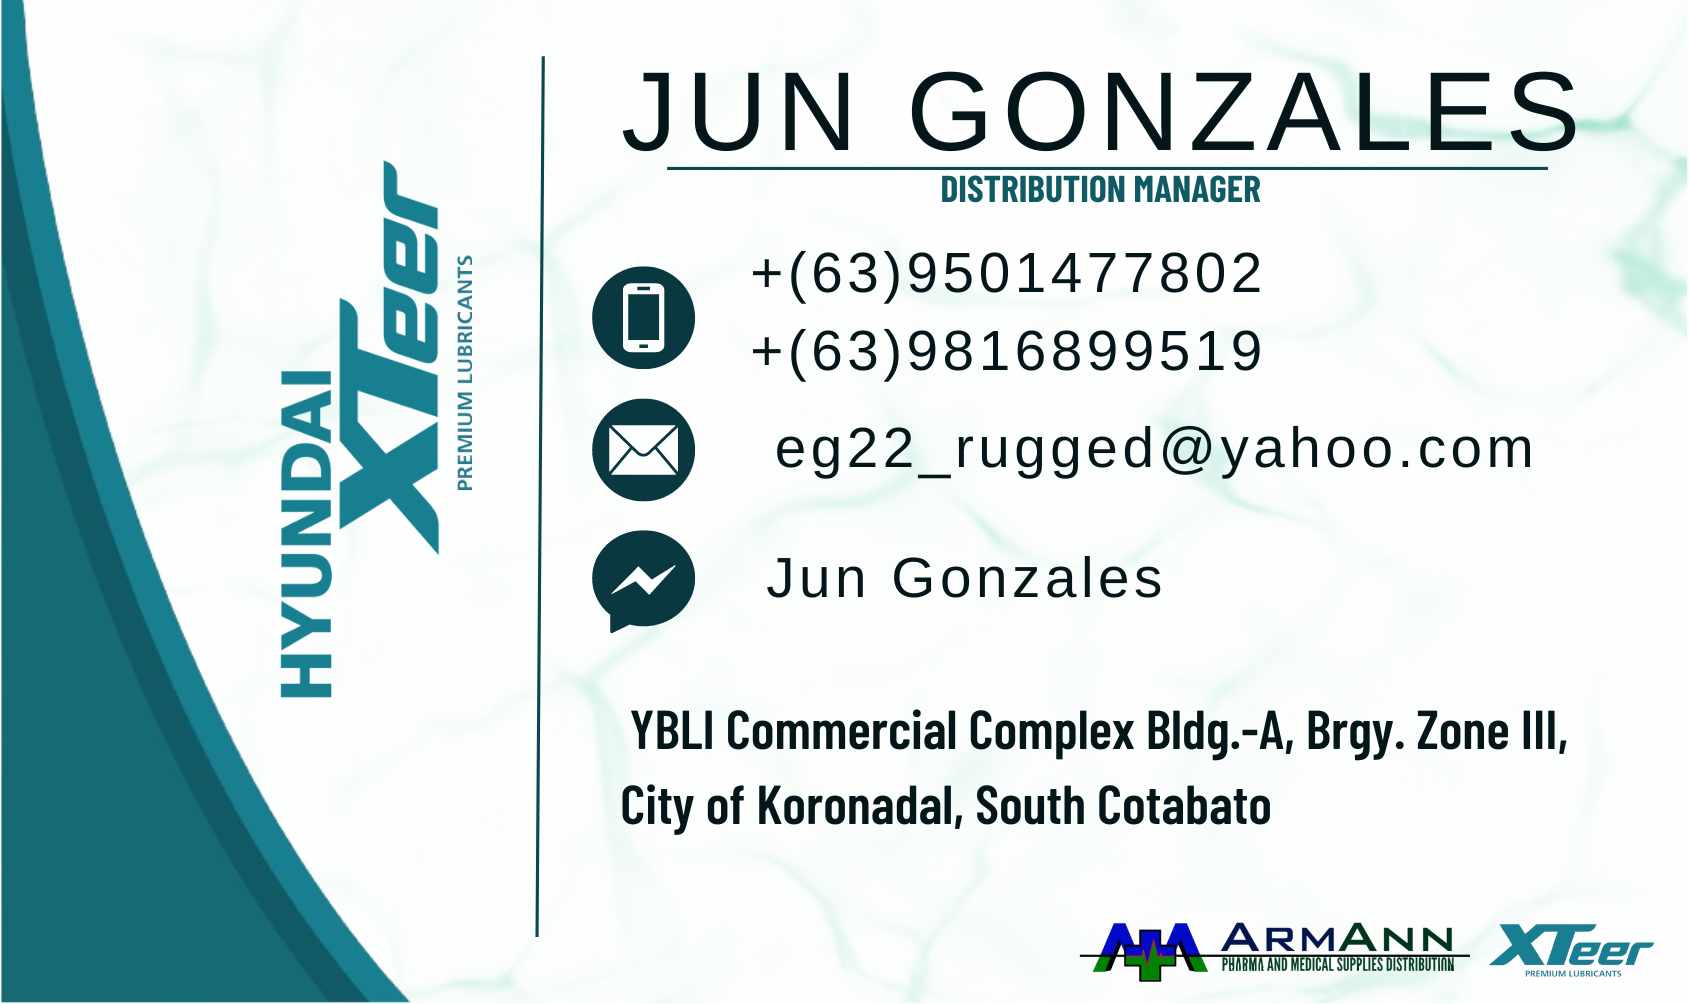 HYUNDAI
XTeer
PREMIUM LUBRICANTS
JUN GONZALES
DISTRIBUTION MANAGER
+(63)9501477802
+(63)9816899519
eg22_rugged@yahoo.com
Jun Gonzales
YBLI Commercial Complex Bldg.-A, Brgy. Zone III,
City of Koronadal, South Cotabato
ARMANN
PHARMA AND MEDICAL SUPPLIES DISTRIBUTION
XTeer
PREMIUM LUBRICANTS